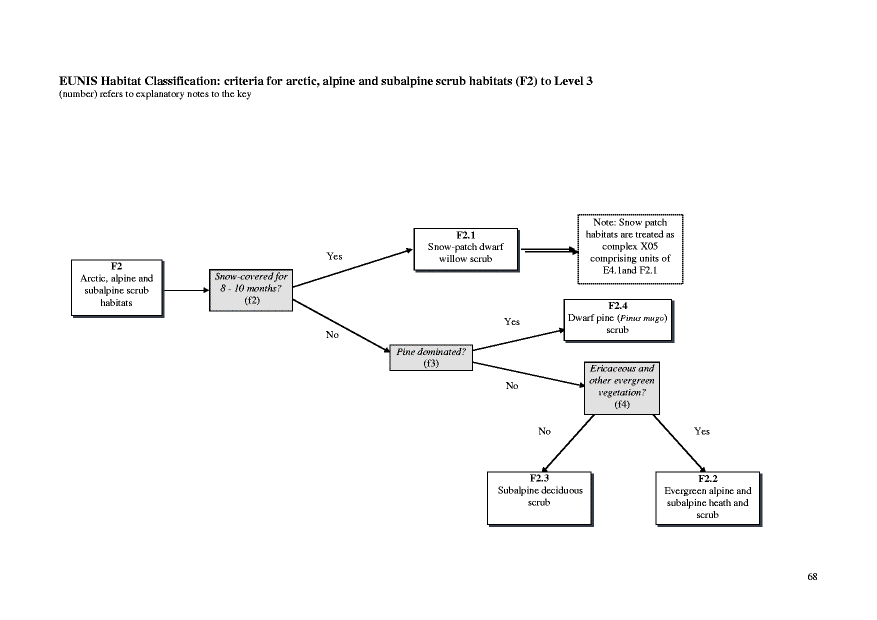 EUNIS Habitat Classification: criteria for arctic, alpine and subalpine scrub habitats (F2) to Level 3
(number) refers to explanatory notes to the key
F2
Arctic, alpine and
subalpine scrub
habitats
Snow-covered for
8 - 10 months?
(f2)
Yes
F2.1
Snow-patch dwarf
willow scrub
Note: Snow patch
habitats are treated as
complex X05
comprising units of
E4.1and F2.1
No
Pine dominated?
(f3)
Yes
F2.4
Dwarf pine (Pinus mugo)
scrub
No
Ericaceous and
other evergreen
vegetation?
(f4)
No
F2.3
Subalpine deciduous
scrub
Yes
F2.2
Evergreen alpine and
subalpine heath and
scrub
68